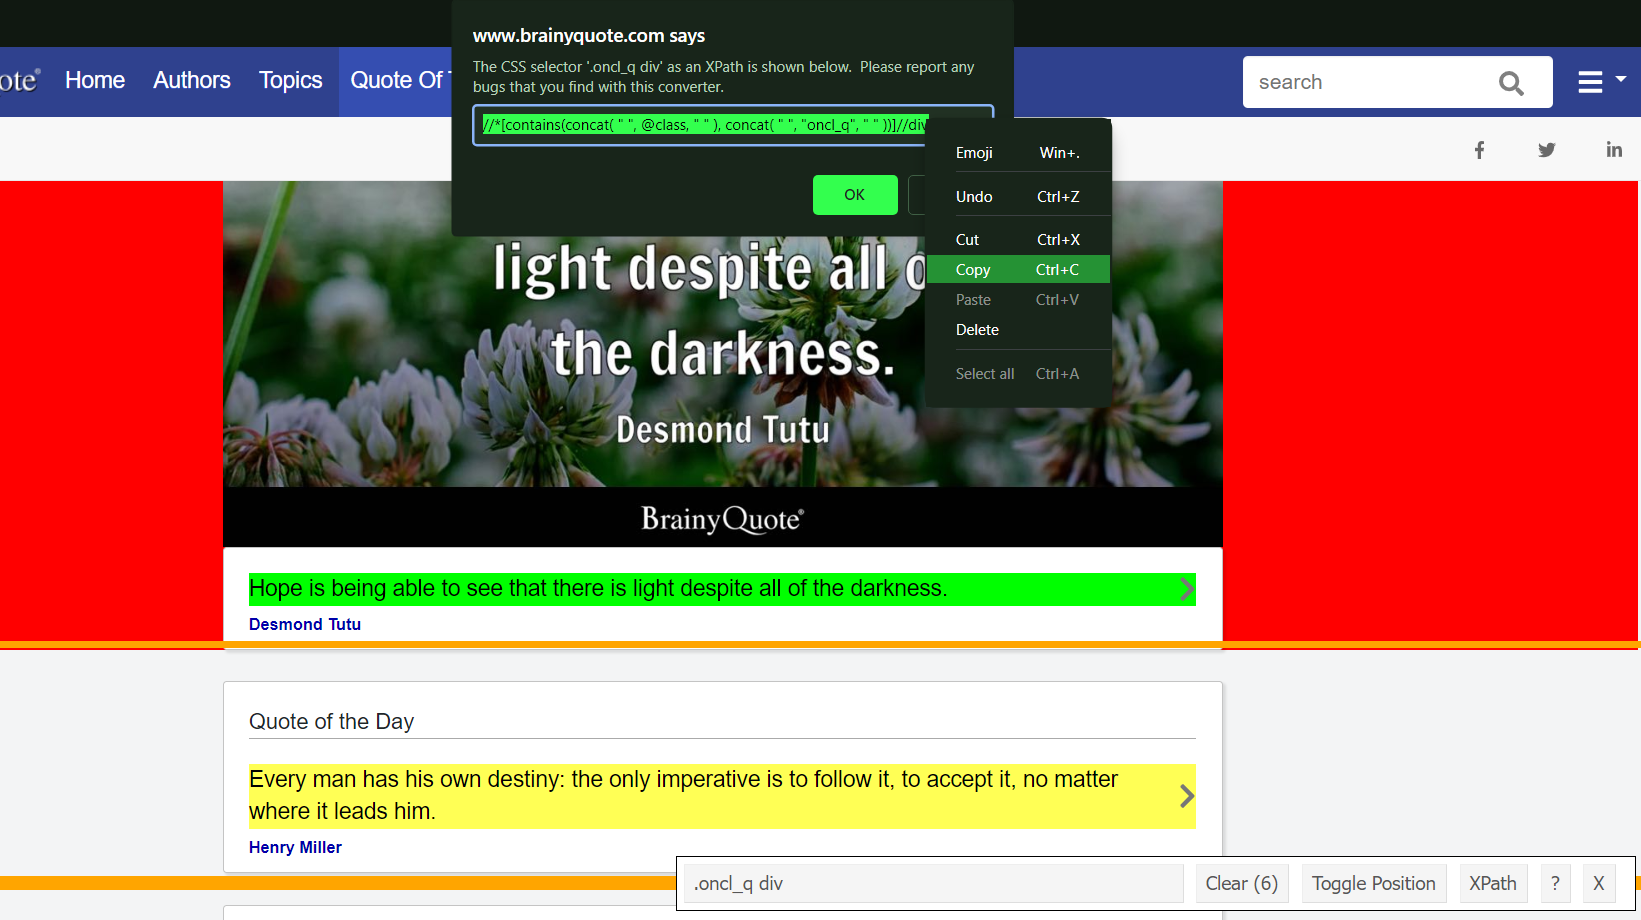 www.brainyquote.com says
The CSS selector '.oncl_q div' as an XPath is shown below.  Please report any
bugs that you find with this converter.
//*[contains(concat( " ", @class, " " ), concat( " ", "oncl_q", " " ))]//div
OK
ote®
Home
Authors
Topics
Quote Of
search
Emoji Win+.
Undo Ctrl+Z
Cut Ctrl+X
Copy Ctrl+C
Paste Ctrl+V
Delete
Select all Ctrl+A
light despite all o
the darkness.
Desmond Tutu
BrainyQuote®
Hope is being able to see that there is light despite all of the darkness.
Desmond Tutu
Quote of the Day
Every man has his own destiny: the only imperative is to follow it, to accept it, no matter
where it leads him.
Henry Miller
.oncl_q div
Clear (6)
Toggle Position
XPath
?
X